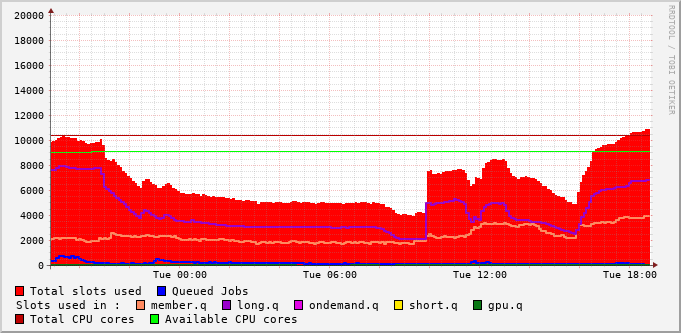 RRDTOOL / TOBI OETIKER
20000
18000
16000
14000
12000
10000
8000
6000
4000
2000
0
Tue 00:00 Tue 06:00 Tue 12:00 Tue 18:00
Total slots used Queued Jobs
Slots used in : member.q long.q ondemand.q short.q gpu.q
Total CPU cores Available CPU cores